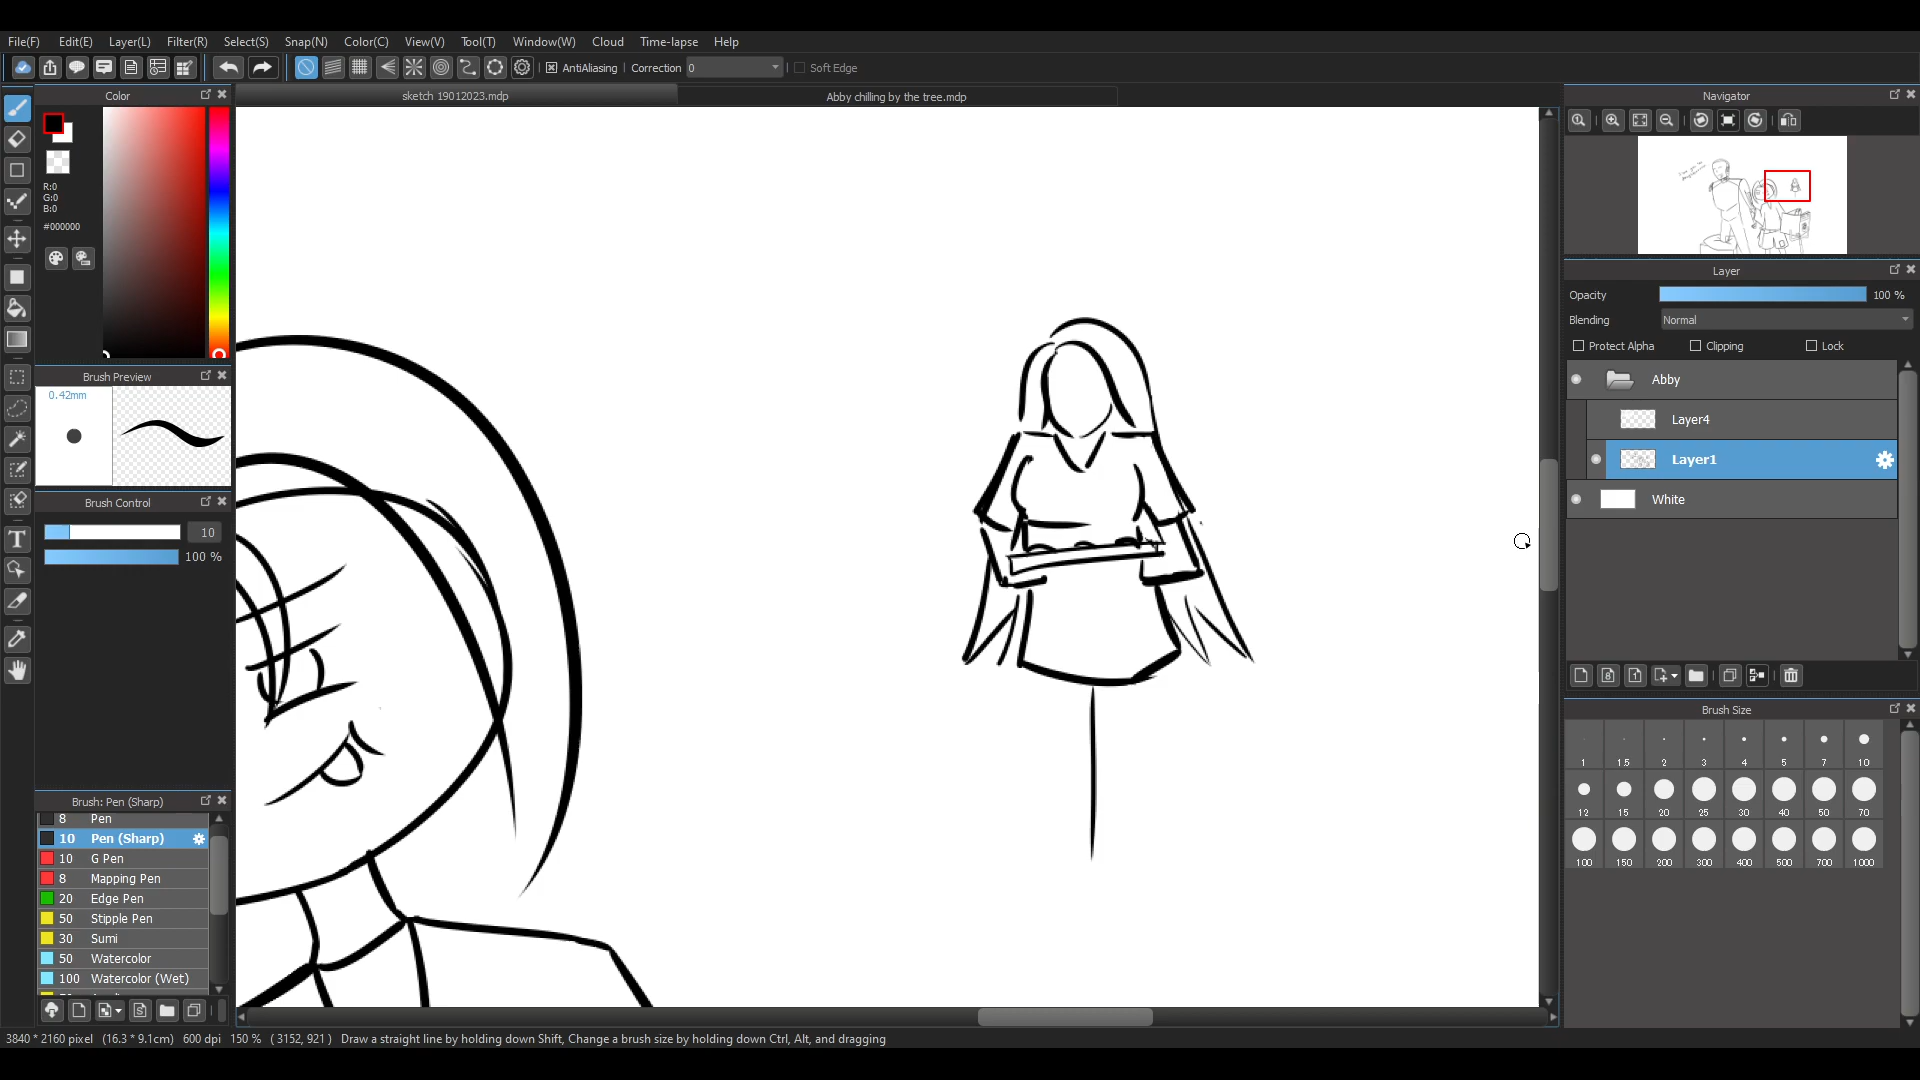 File(F) Edit(E) Layer(L) Filter(R) Select(S) Snap(N) Color(C) View(V) Tool(T) Window(W) Cloud Time-lapse Help
AntiAliasing Correction 0 Soft Edge
Color
sketch 19012023.mdp
Abby chilling by the tree.mdp
Navigator
R:0
G:0
B:0
#000000
Layer
Opacity 100 %
Blending Normal
Protect Alpha Clipping Lock
Abby
Layer4
Layer1
White
Brush Preview
0.42mm
Brush Control
10
100 %
T
Brush Size
1 1.5 2 3 4 5 7 10
12 15 20 25 30 40 50 70
100 150 200 300 400 500 700 1000
Brush: Pen (Sharp)
8 Pen
10 Pen (Sharp)
10 G Pen
8 Mapping Pen
20 Edge Pen
50 Stipple Pen
30 Sumi
50 Watercolor
100 Watercolor (Wet)
3840 * 2160 pixel (16.3 * 9.1cm) 600 dpi 150 % ( 3152, 921 ) Draw a straight line by holding down Shift, Change a brush size by holding down Ctrl, Alt, and dragging